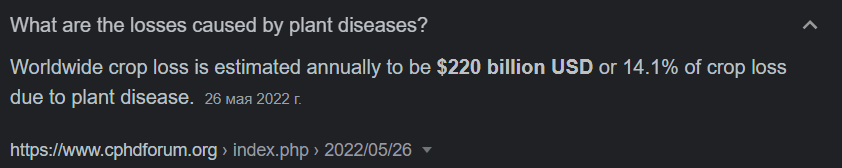 What are the losses caused by plant diseases?
Worldwide crop loss is estimated annually to be $220 billion USD or 14.1% of crop loss
due to plant disease. 26 мая 2022 г.
https://www.cphdforum.org › index.php › 2022/05/26